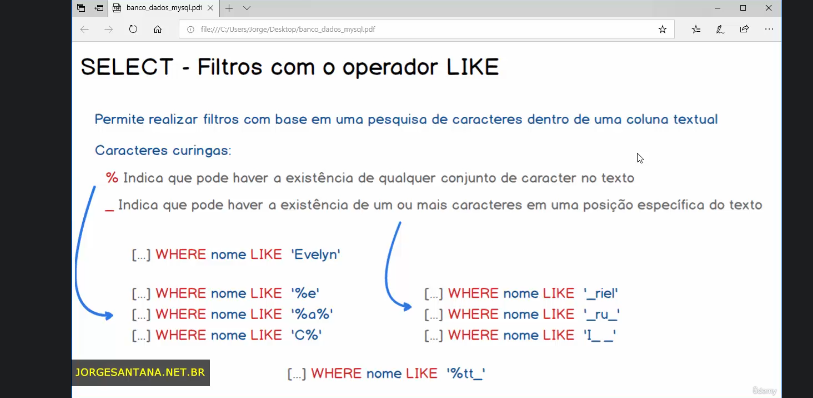 banco_dados_mysql.pdf
file:///C:/Users/Jorge/Desktop/banco_dados_mysql.pdf
SELECT - Filtros com o operador LIKE
Permite realizar filtros com base em uma pesquisa de caracteres dentro de uma coluna textual
Caracteres curingas:
% Indica que pode haver a existência de qualquer conjunto de caracter no texto
_ Indica que pode haver a existência de um ou mais caracteres em uma posição específica do texto
[...] WHERE nome LIKE 'Evelyn'
[...] WHERE nome LIKE '%e'
[...] WHERE nome LIKE '%a%'
[...] WHERE nome LIKE 'C%'
[...] WHERE nome LIKE '_riel'
[...] WHERE nome LIKE '_ru_'
[...] WHERE nome LIKE 'I_ _'
[...] WHERE nome LIKE '%tt_'
JORGESANTANA.NET.BR
Udemy